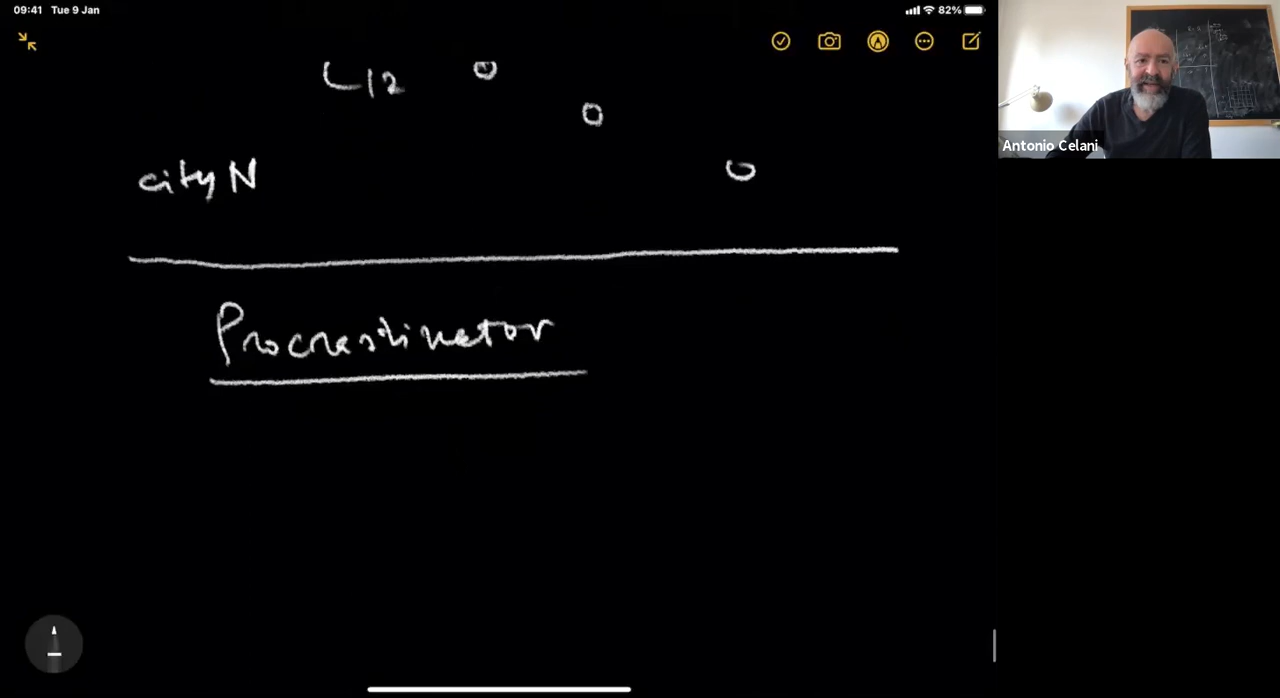 09:41 Tue 9 Jan 82%
Antonio Celani
L12
city N
Procrastinator